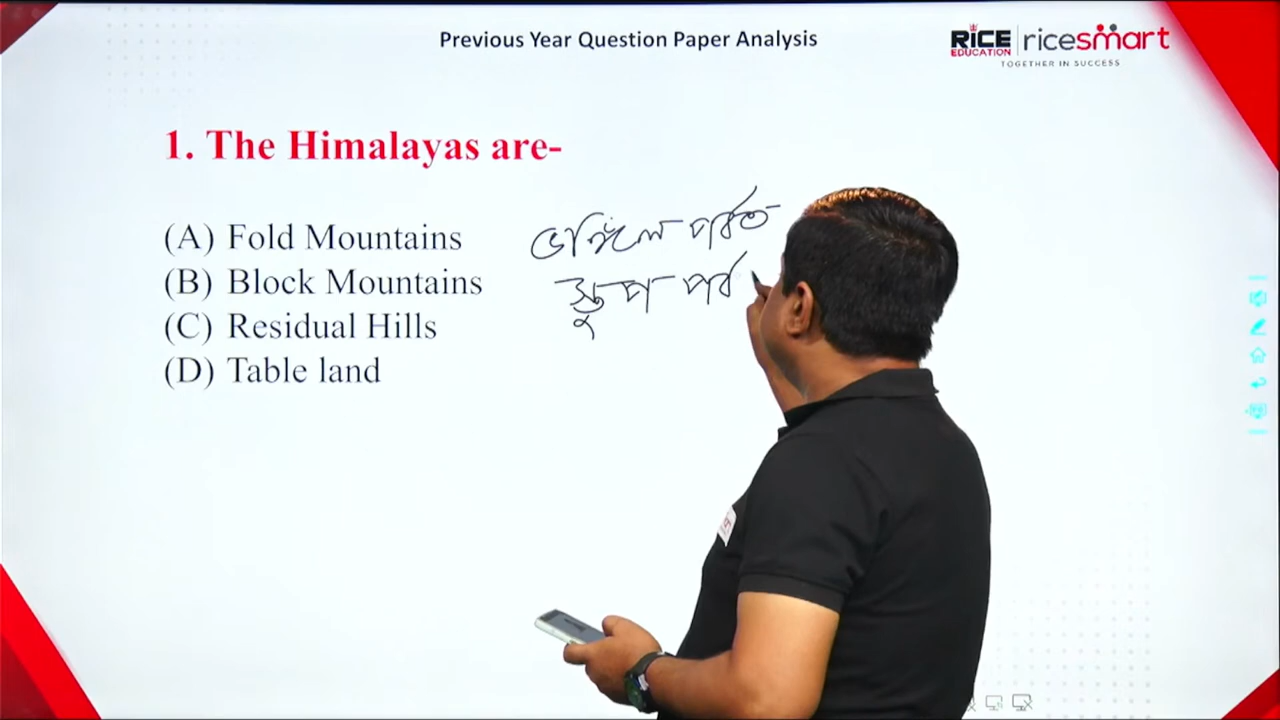 Previous Year Question Paper Analysis
RICE EDUCATION ricesmart
TOGETHER IN SUCCESS
1. The Himalayas are-
(A) Fold Mountains ভঙ্গিল পর্বত
(B) Block Mountains স্তূপ পর্ব
(C) Residual Hills
(D) Table land